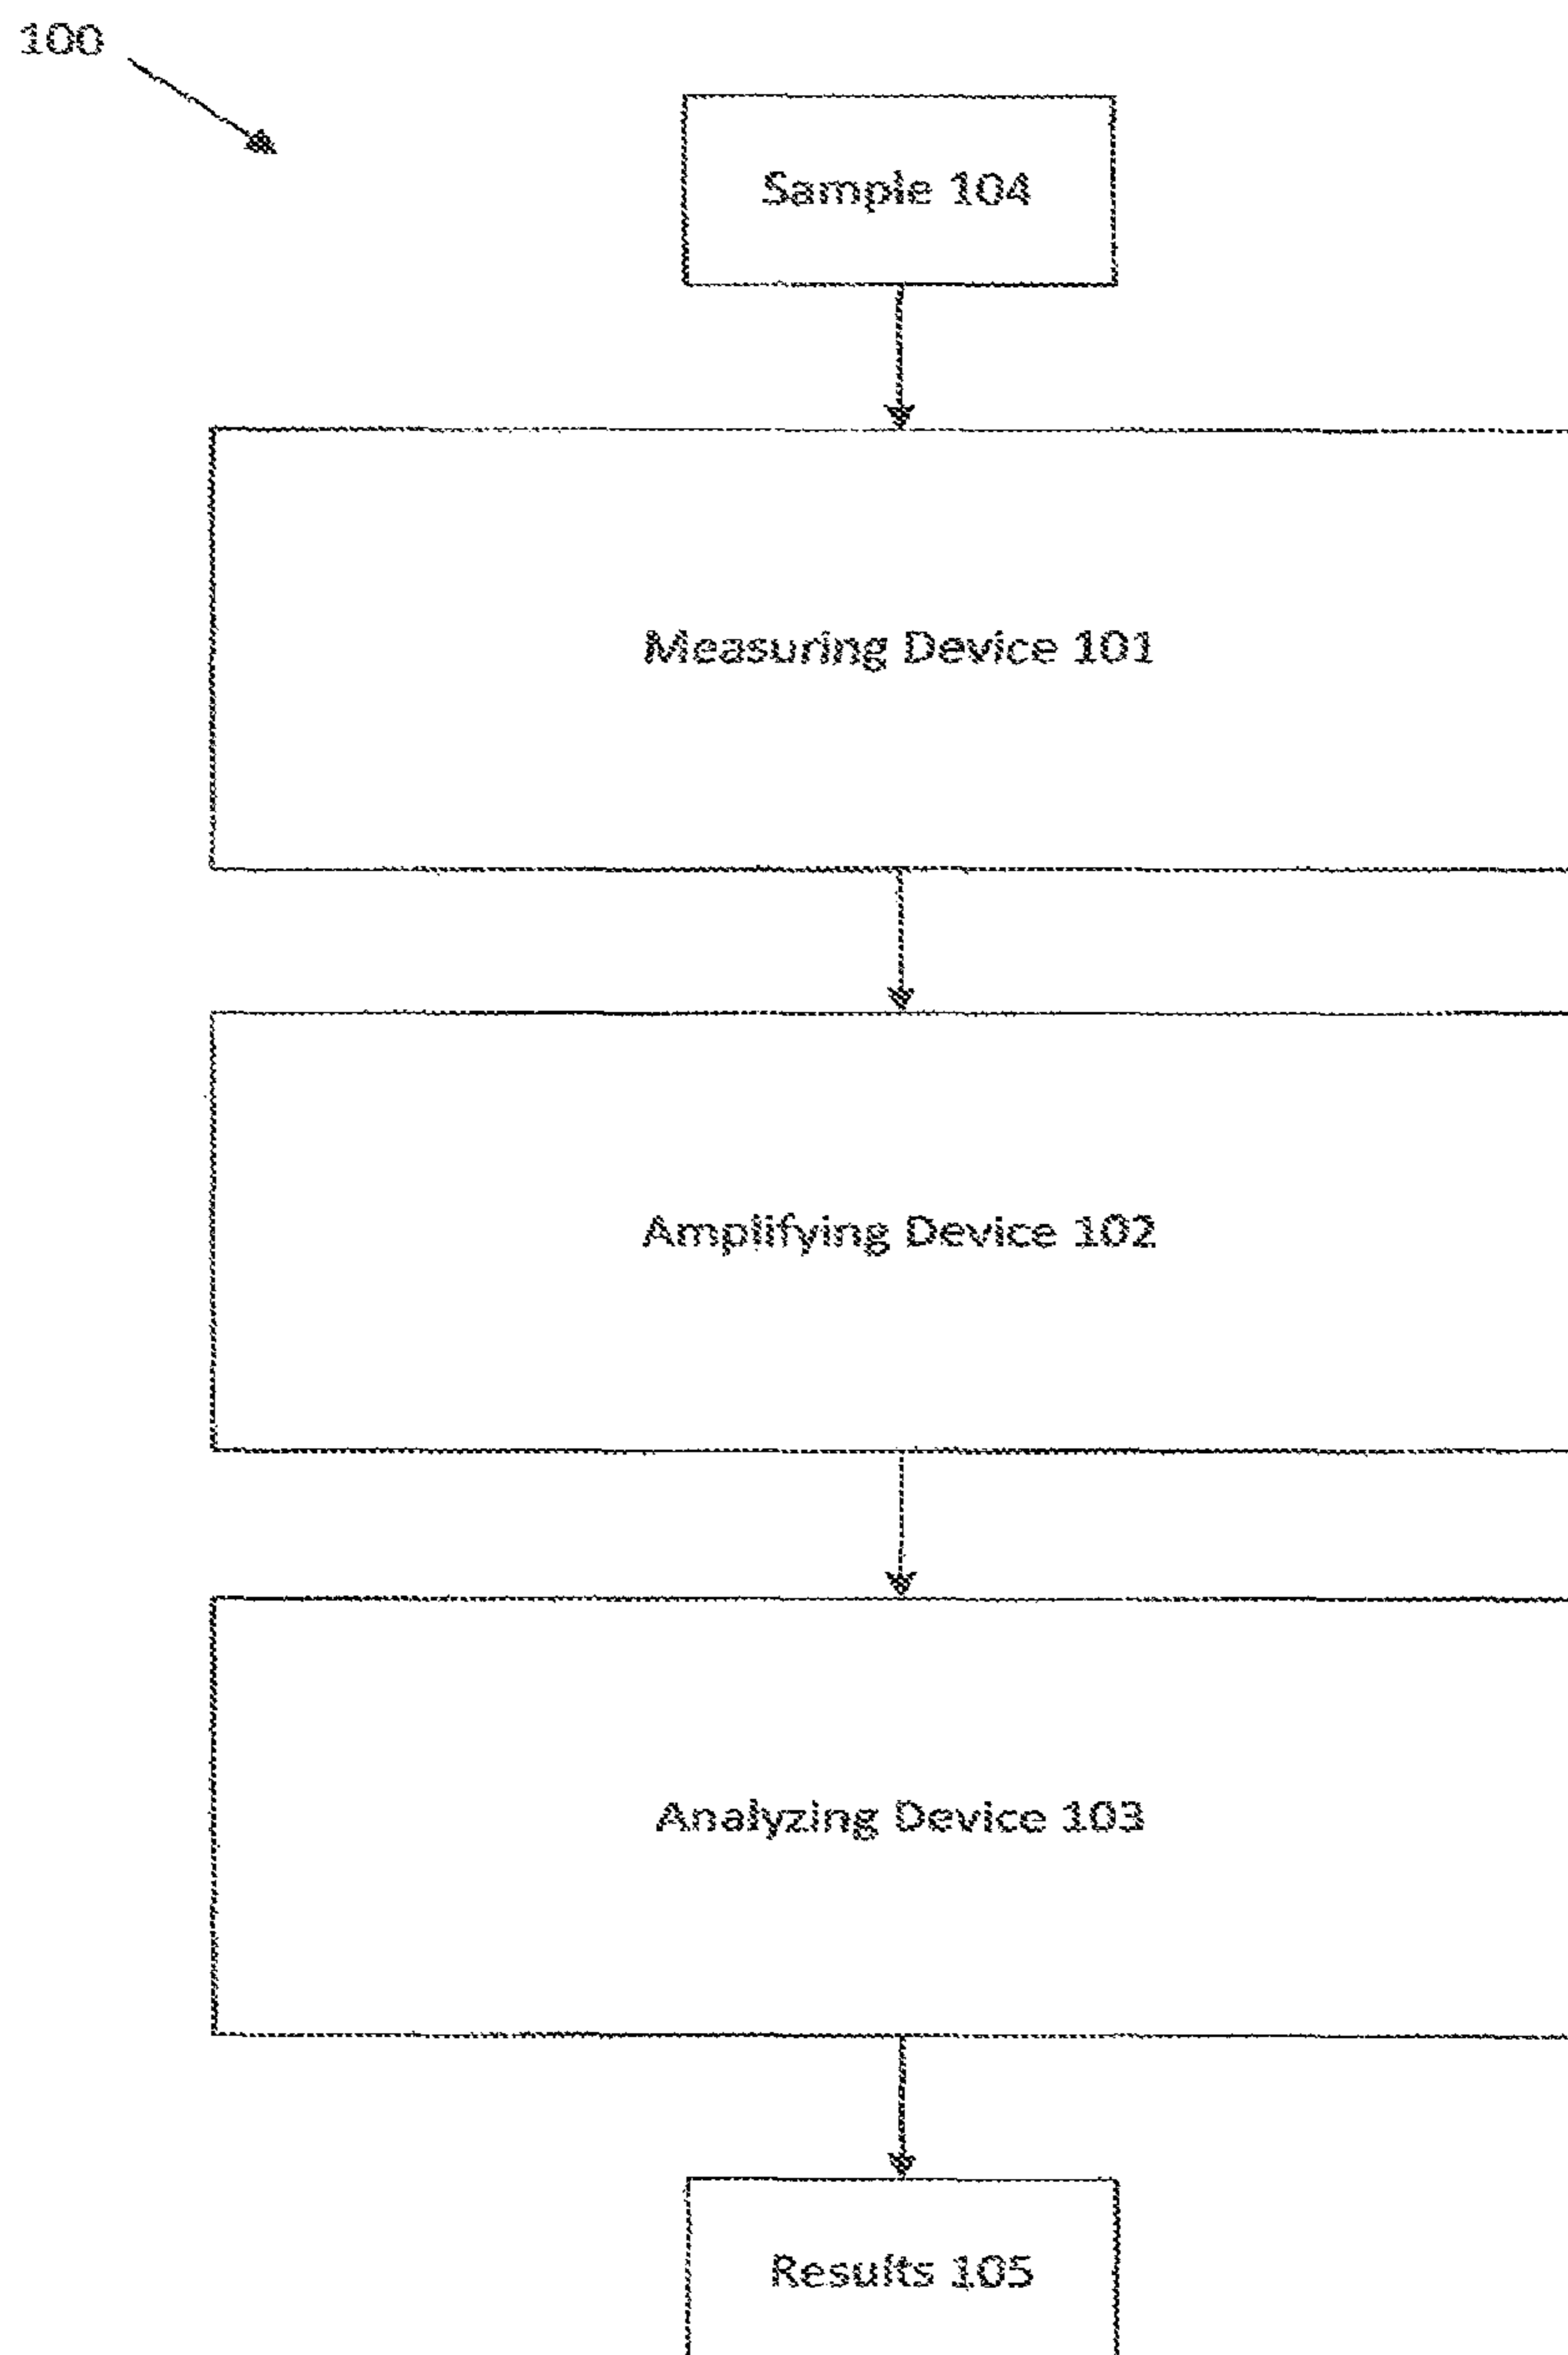 100
Sample 104
Measuring Device 101
Amplifying Device 102
Analyzing Device 103
Results 105